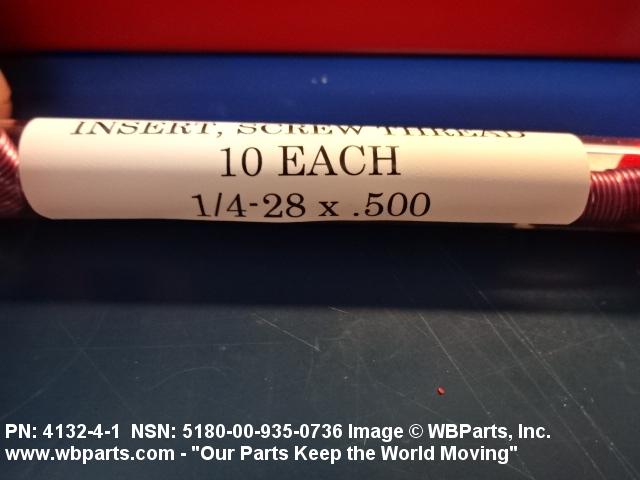 INSERT, SCREW THREAD
10 EACH
1/4-28 x .500
PN: 4132-4-1 NSN: 5180-00-935-0736 Image © WBParts, Inc.
www.wbparts.com - "Our Parts Keep the World Moving"